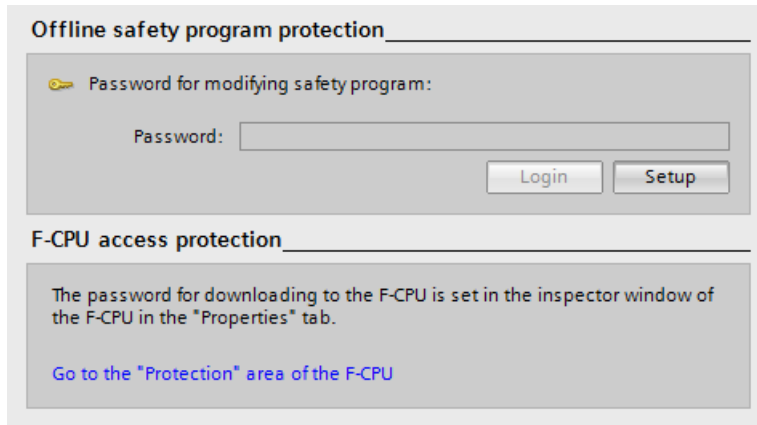 Offline safety program protection
Password for modifying safety program:
Password:
Login
Setup
F-CPU access protection
The password for downloading to the F-CPU is set in the inspector window of
the F-CPU in the "Properties" tab.
Go to the "Protection" area of the F-CPU